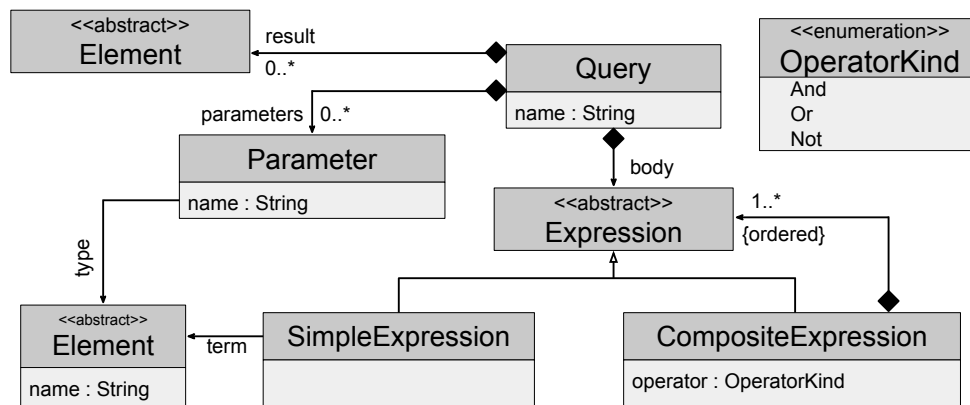 <<abstract>>
Element
result
0..*
Query
name : String
<<enumeration>>
OperatorKind
And
Or
Not
parameters
0..*
Parameter
name : String
body
<<abstract>>
Expression
1..*
{ordered}
type
<<abstract>>
Element
name : String
term
SimpleExpression
CompositeExpression
operator : OperatorKind